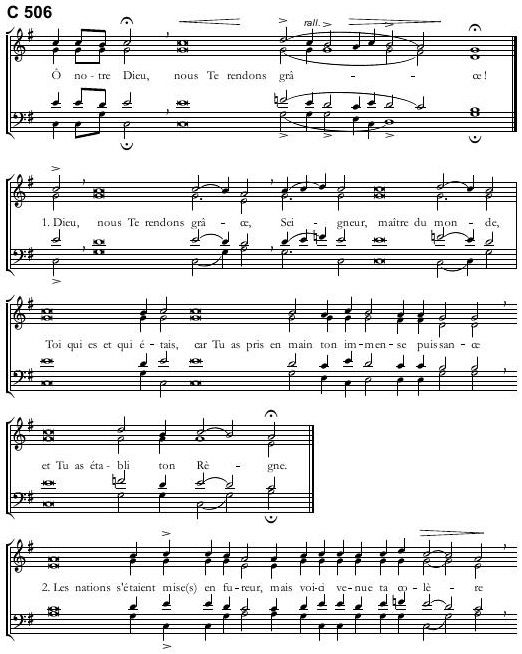 C 506
rall.
Ô no - tre Dieu, nous Te rendons grâ - - - ce !
1. Dieu, nous Te rendons grâ - ce, Sei - gneur, maître du mon - de,
Toi qui es et qui é - tais, car Tu as pris en main ton im - men - se puis san - ce
et Tu as éta - bli ton Rè - gne.
2. Les nations s'étaient mise(s) en fu - reur, mais voi - ci ve - nue ta co - lè - re